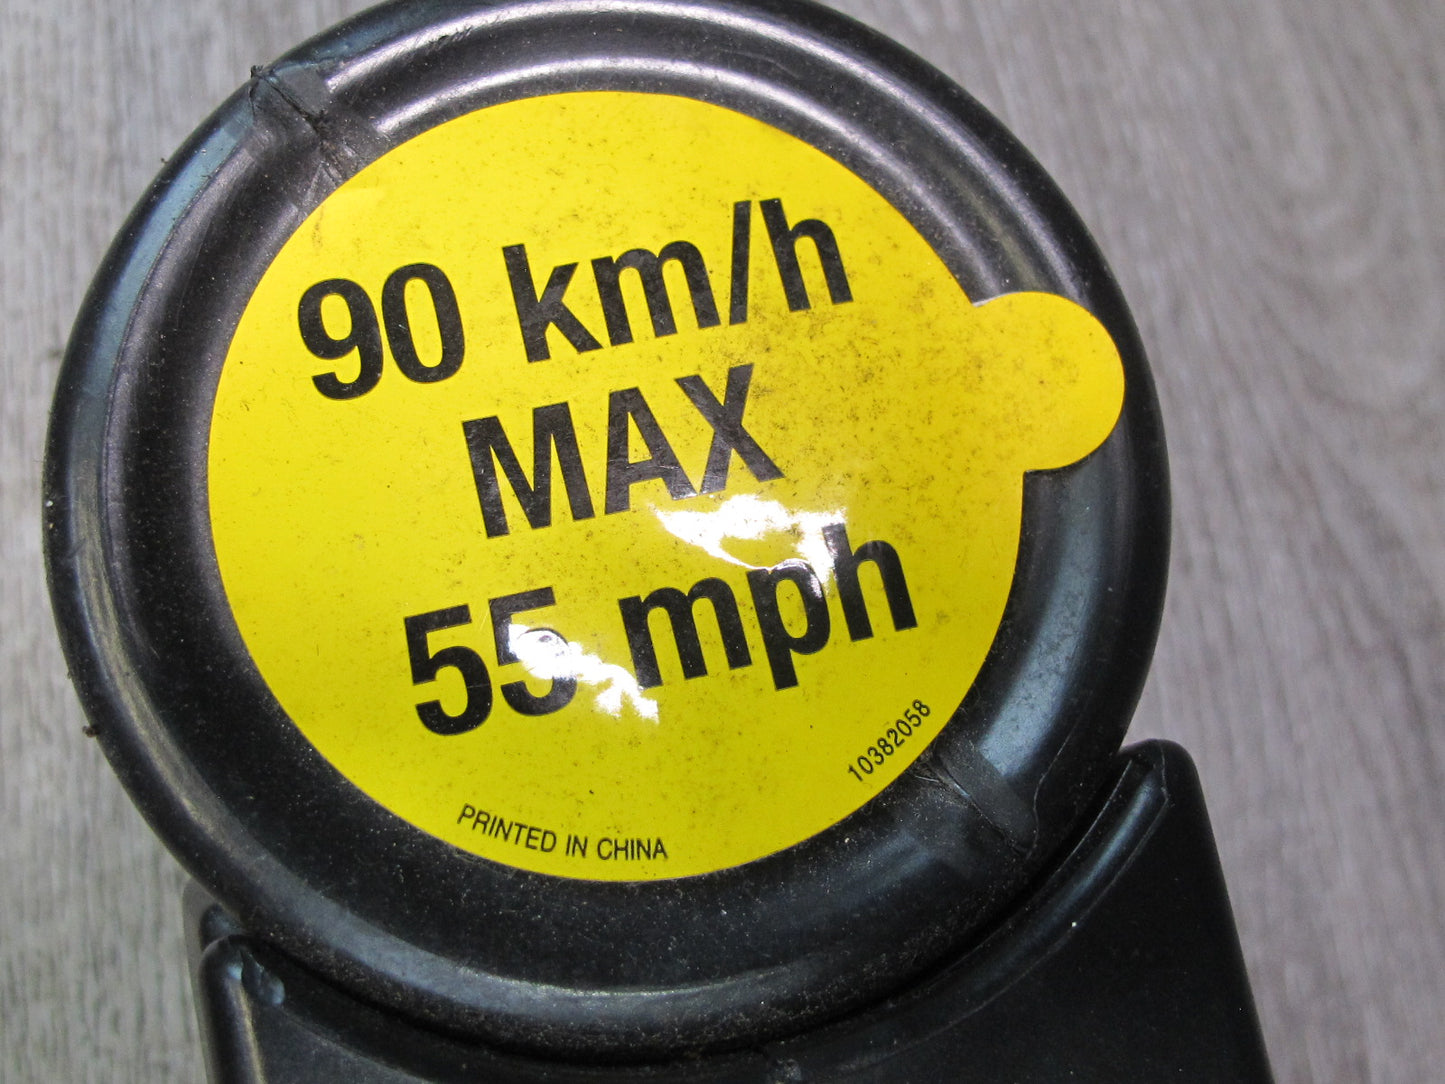 90 km/h
MAX
55 mph
10382058
PRINTED IN CHINA